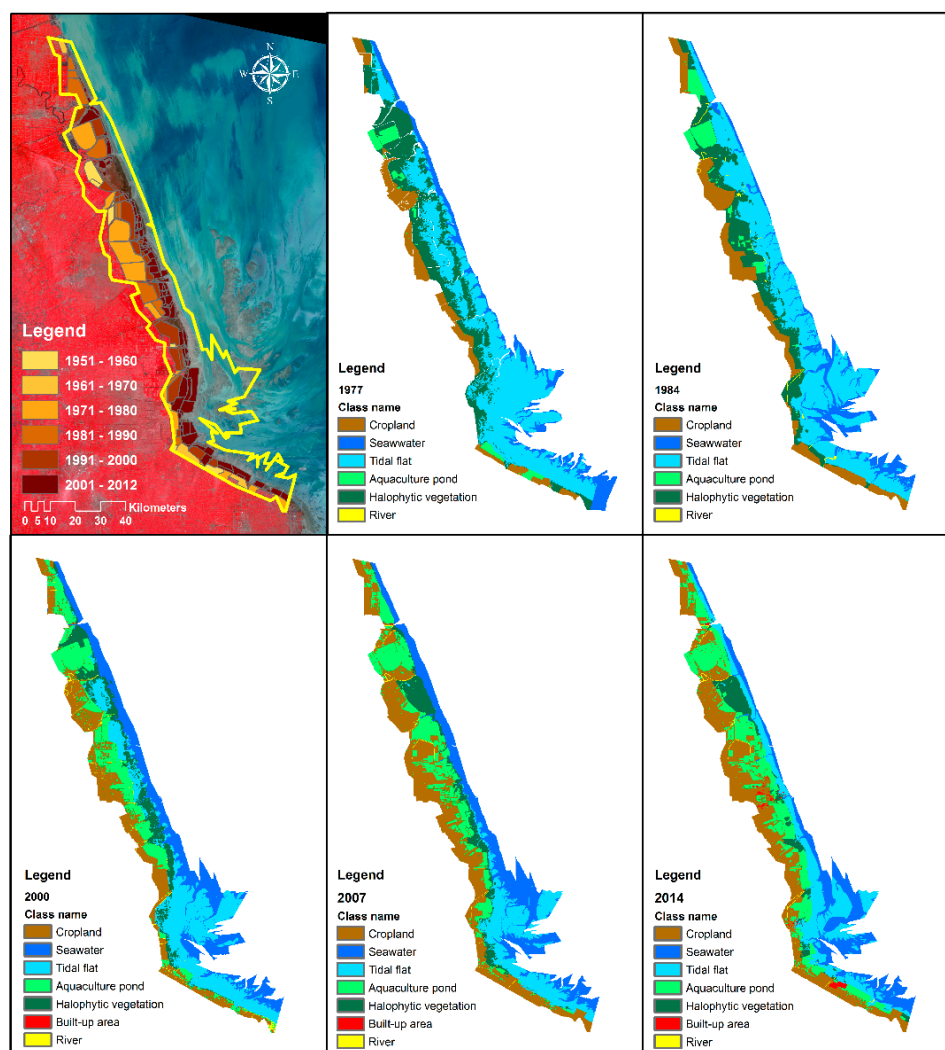 N
W E
S
Legend
1951 - 1960
1961 - 1970
1971 - 1980
1981 - 1990
1991 - 2000
2001 - 2012
Kilometers
0 5 10 20 30 40
Legend
1977
Class name
Cropland
Seawwater
Tidal flat
Aquaculture pond
Halophytic vegetation
River
Legend
1984
Class name
Cropland
Seawwater
Tidal flat
Aquaculture pond
Halophytic vegetation
River
Legend
2000
Class name
Cropland
Seawater
Tidal flat
Aquaculture pond
Halophytic vegetation
Built-up area
River
Legend
2007
Class name
Cropland
Seawater
Tidal flat
Aquaculture pond
Halophytic vegetation
Built-up area
River
Legend
2014
Class name
Cropland
Seawater
Tidal flat
Aquaculture pond
Halophytic vegetation
Built-up area
River